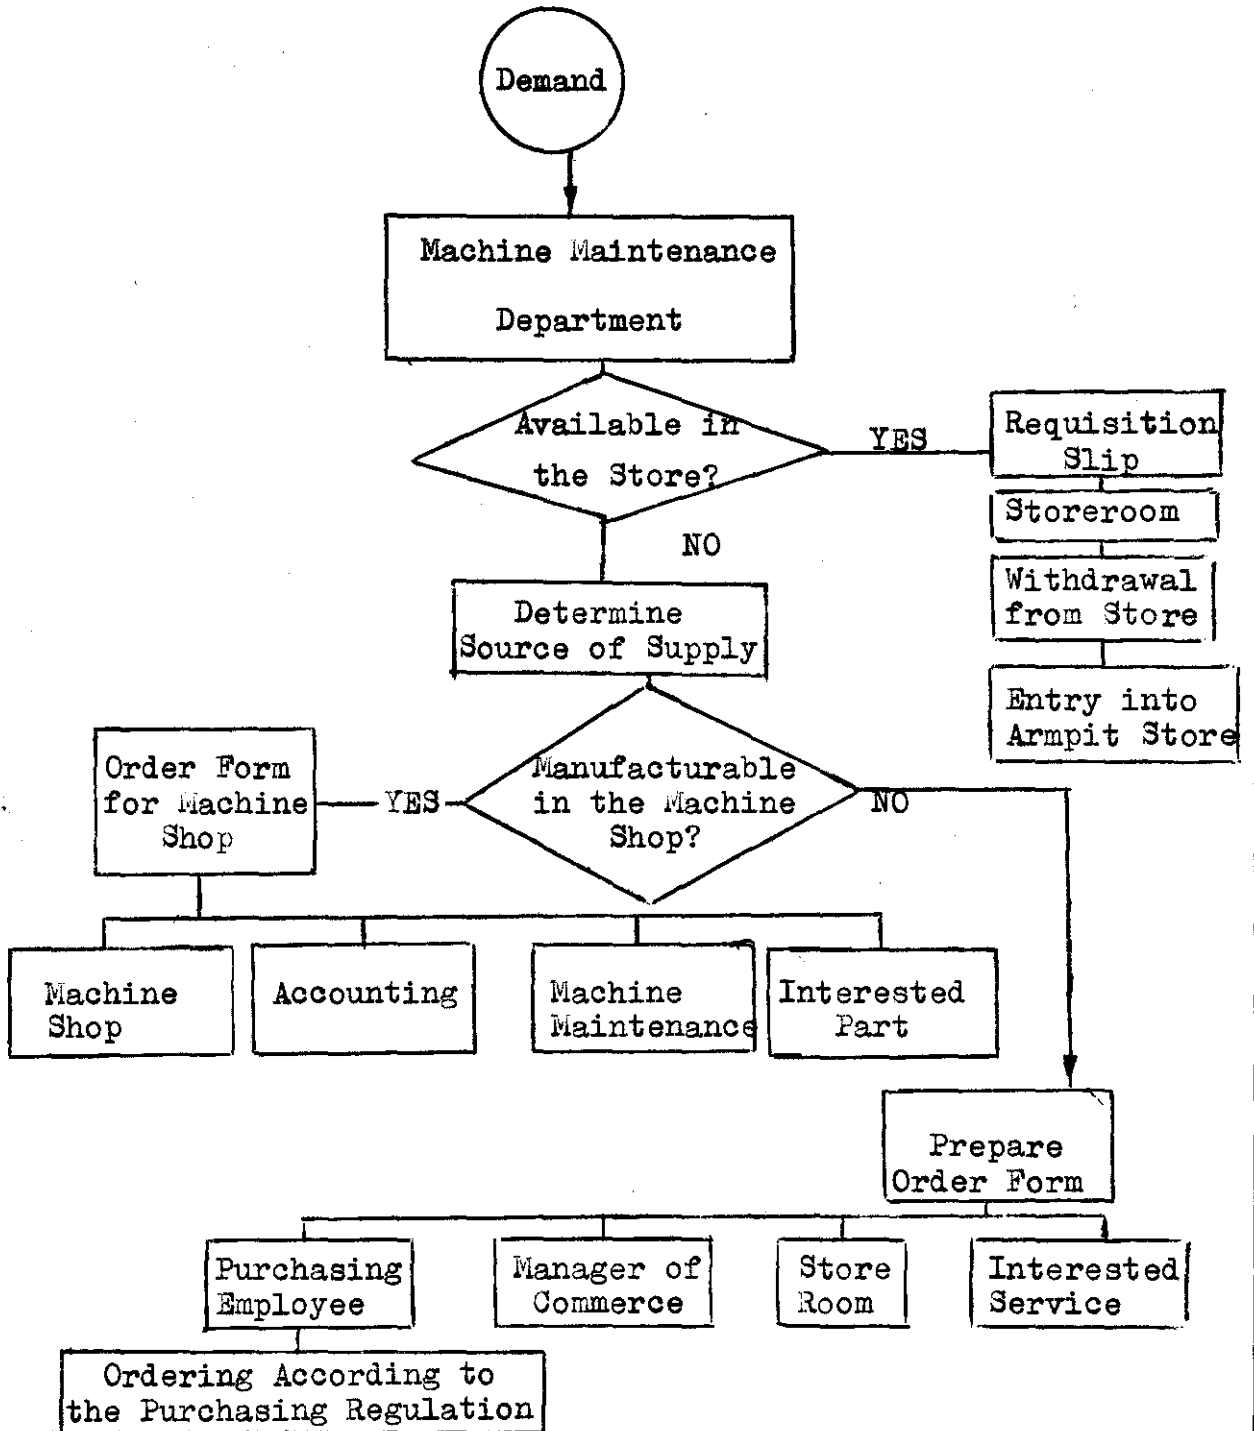 Demand
Machine Maintenance
Department
Available in
the Store?
YES
Requisition
Slip
Storeroom
Withdrawal
from Store
Entry into
Armpit Store
NO
Determine
Source of Supply
Manufacturable
in the Machine
Shop?
YES
NO
Order Form
for Machine
Shop
Machine
Shop
Accounting
Machine
Maintenance
Interested
Part
Prepare
Order Form
Purchasing
Employee
Manager of
Commerce
Store
Room
Interested
Service
Ordering According to
the Purchasing Regulation